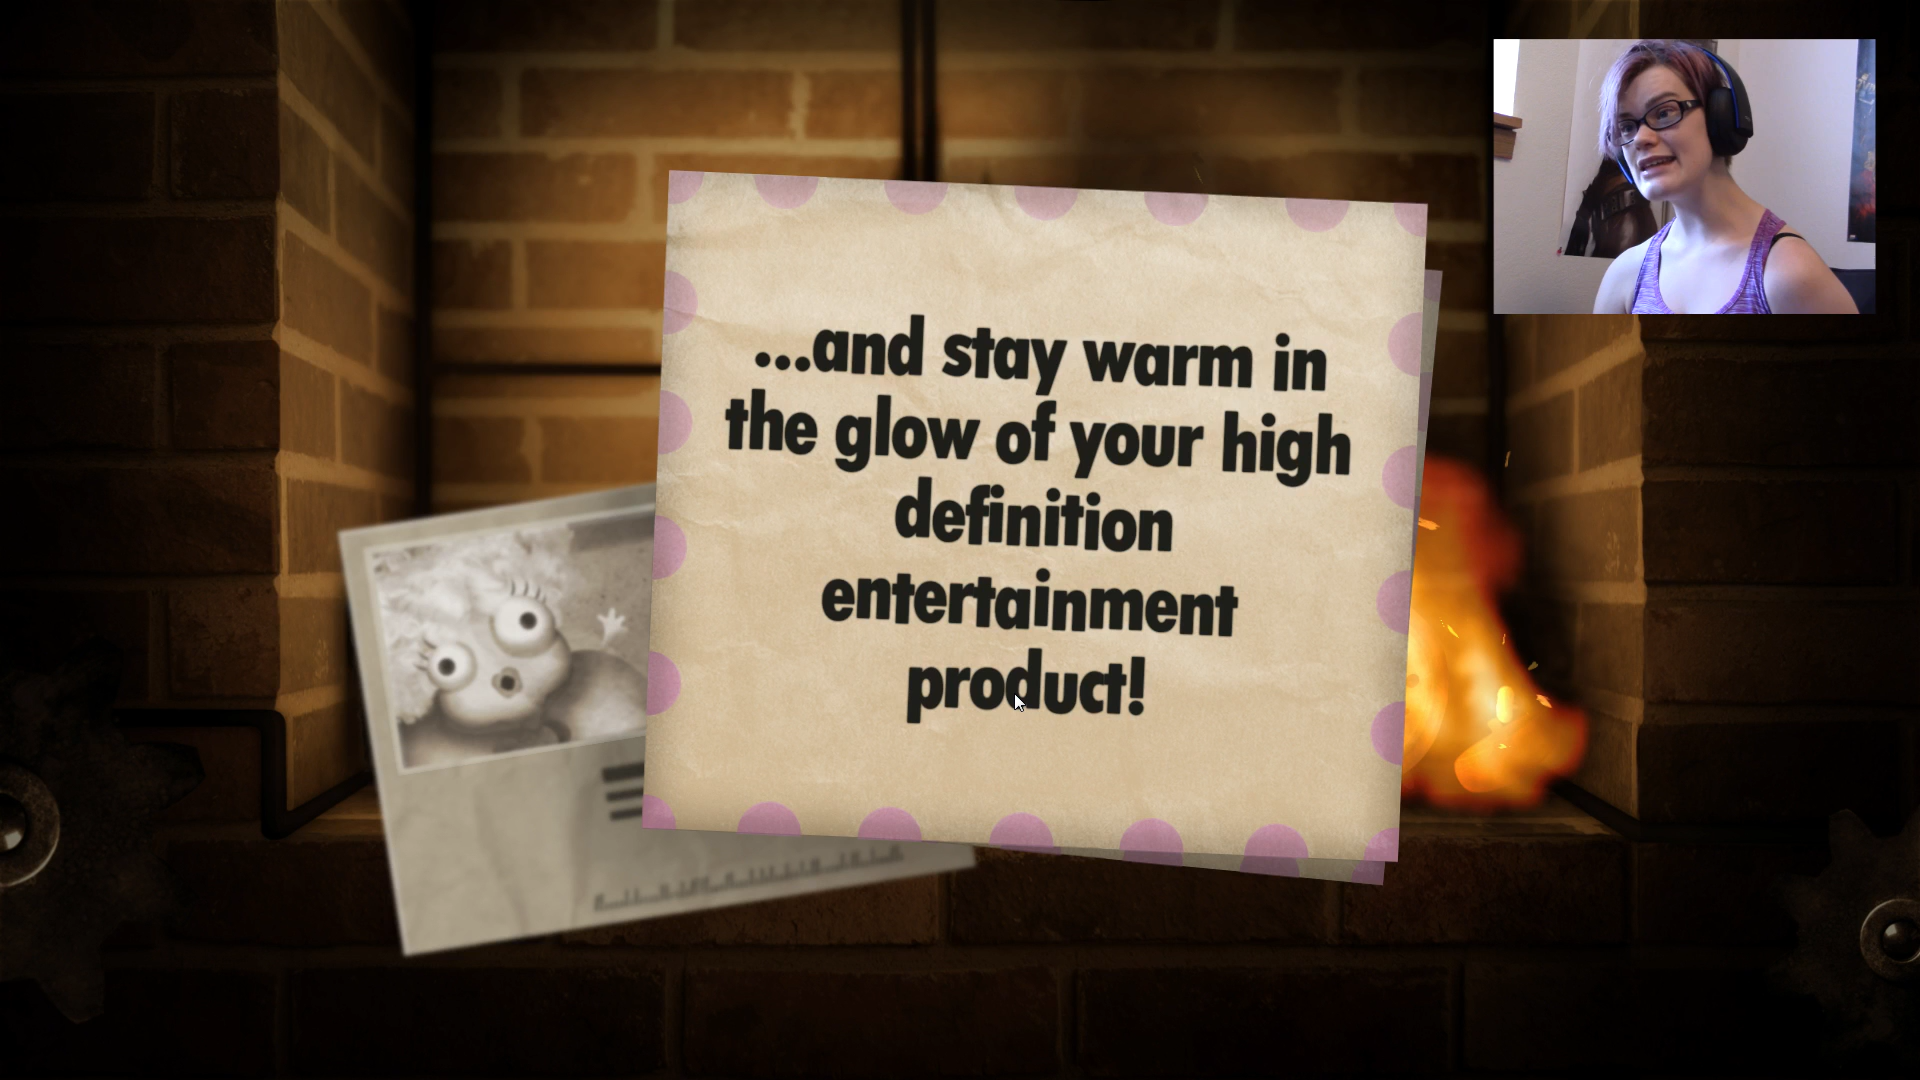 ...and stay warm in
the glow of your high
definition
entertainment
product!